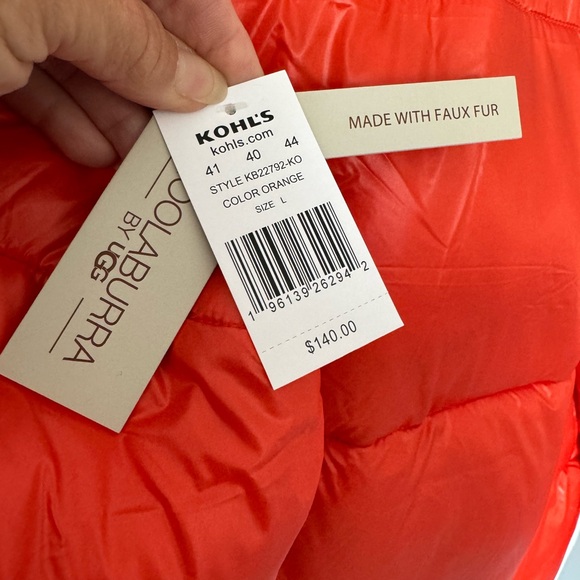 KOHL'S
kohls.com
41 40 44
STYLE KB22792-KO
COLOR ORANGE
SIZE L
1 96139 26294 2
$140.00
MADE WITH FAUX FUR
OOLABURRA
BY UGG